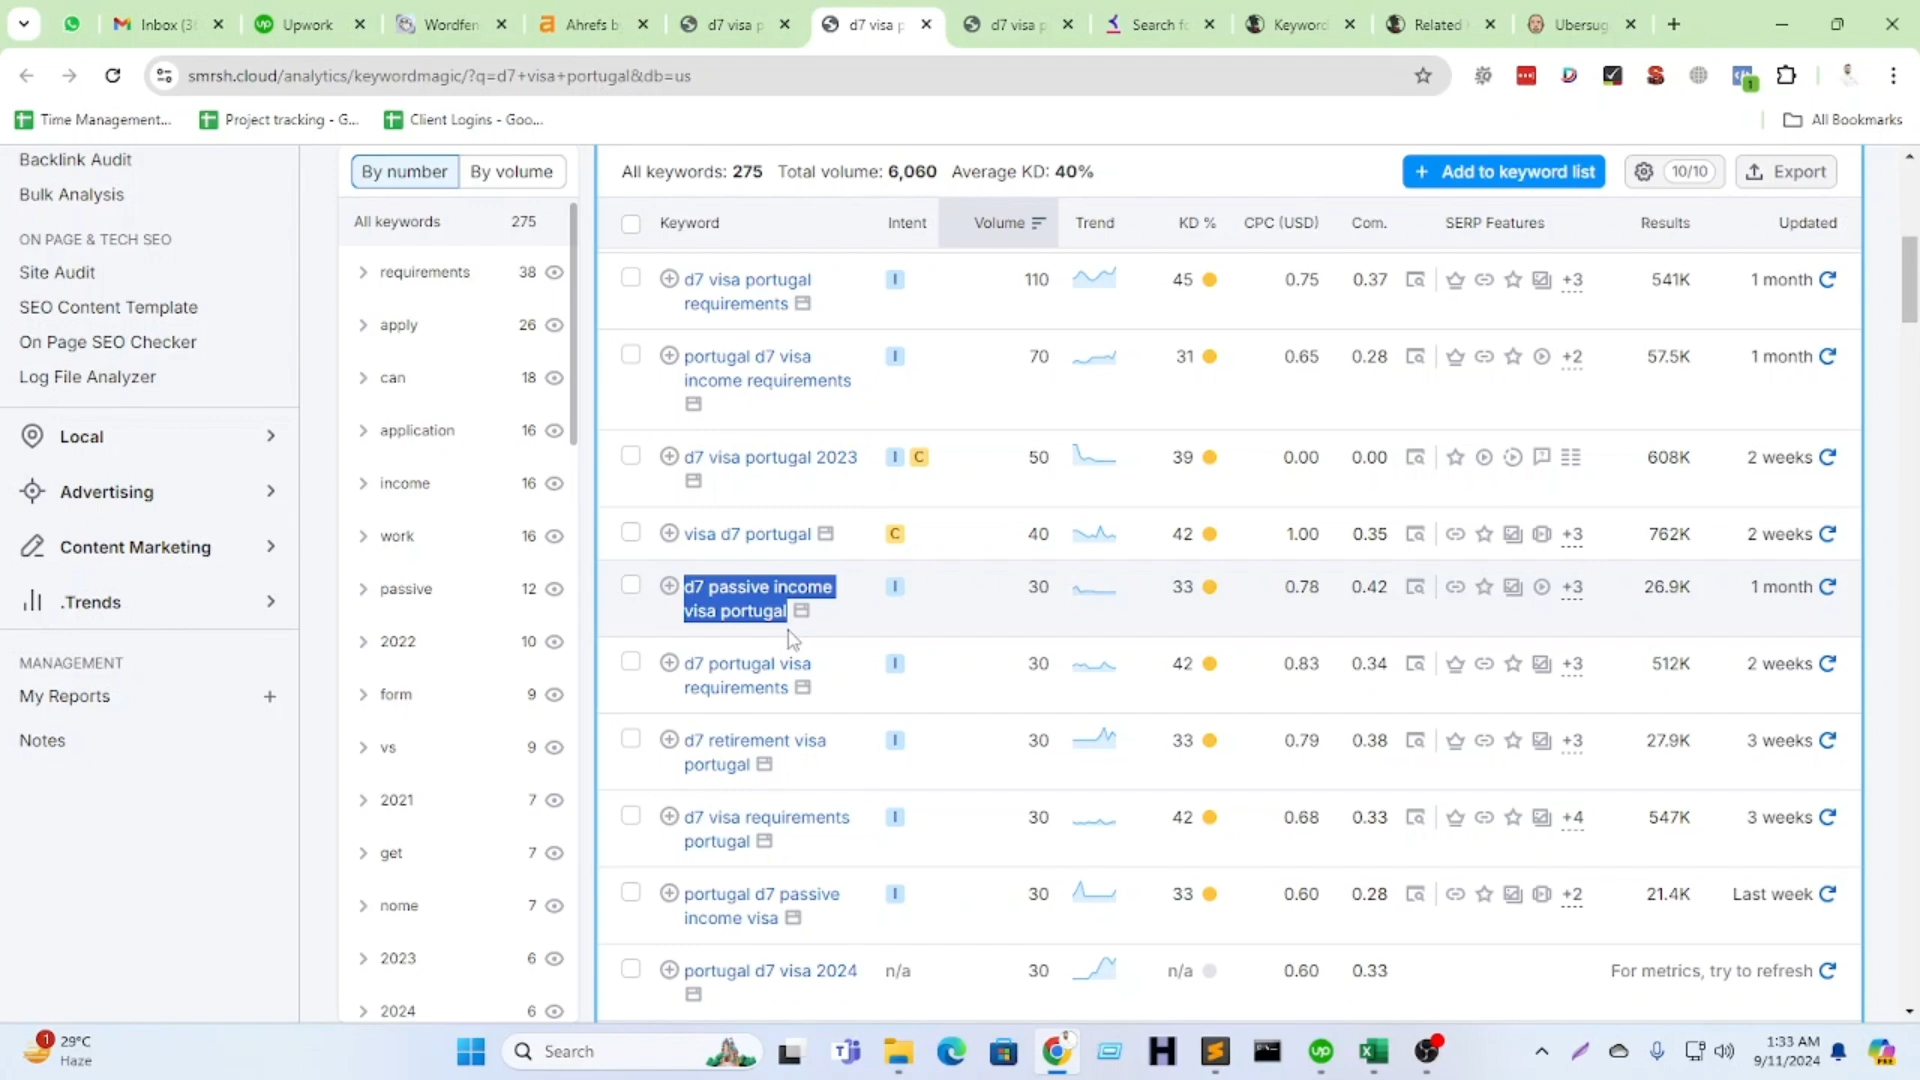 Inbox (3
Upwork
Wordfen
Ahrefs b
d7 visa p
d7 visa p
d7 visa p
Search fo
Keyword
Related
Ubersug
smrsh.cloud/analytics/keywordmagic/?q=d7+visa+portugal&db=us
1
Time Management...
Project tracking - G...
Client Logins - Goo...
All Bookmarks
Backlink Audit
Bulk Analysis
ON PAGE & TECH SEO
Site Audit
SEO Content Template
On Page SEO Checker
Log File Analyzer
Local
Advertising
Content Marketing
.Trends
MANAGEMENT
My Reports +
Notes
By number By volume
All keywords 275
requirements 38
apply 26
can 18
application 16
income 16
work 16
passive 12
2022 10
form 9
vs 9
2021 7
get 7
nome 7
2023 6
2024 6
All keywords: 275 Total volume: 6,060 Average KD: 40%
+ Add to keyword list
10/10
Export
Keyword Intent Volume Trend KD % CPC (USD) Com. SERP Features Results Updated
d7 visa portugal requirements I 110 45 0.75 0.37 +3 541K 1 month
portugal d7 visa income requirements I 70 31 0.65 0.28 +2 57.5K 1 month
d7 visa portugal 2023 I C 50 39 0.00 0.00 608K 2 weeks
visa d7 portugal C 40 42 1.00 0.35 +3 762K 2 weeks
d7 passive income visa portugal I 30 33 0.78 0.42 +3 26.9K 1 month
d7 portugal visa requirements I 30 42 0.83 0.34 +3 512K 2 weeks
d7 retirement visa portugal I 30 33 0.79 0.38 +3 27.9K 3 weeks
d7 visa requirements portugal I 30 42 0.68 0.33 +4 547K 3 weeks
portugal d7 passive income visa I 30 33 0.60 0.28 +2 21.4K Last week
portugal d7 visa 2024 n/a 30 n/a 0.60 0.33 For metrics, try to refresh
1
29°C
Haze
Search
1:33 AM
9/11/2024